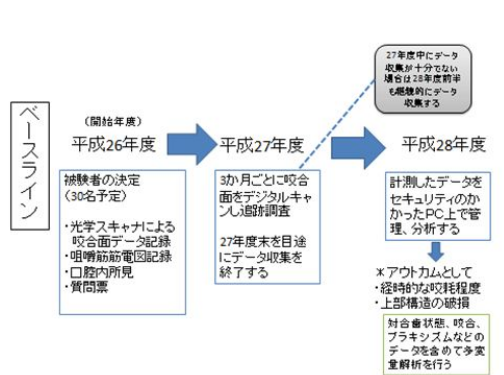 27年度中にデータ
収集が十分でない
場合は28年度前半
も継続的にデータ
収集する
ベースライン
(開始年度)
平成26年度
平成27年度
平成28年度
被験者の決定
(30名予定)
・光学スキャナによる
咬合面データ記録
・咀嚼筋筋電図記録
・口腔内所見
・質問票
3か月ごとに咬合
面をデジタルキャ
ンし追跡調査
27年度末を目途
にデータ収集を
終了する
計測したデータを
セキュリティのか
かったPC上で管
理、分析する
＊アウトカムとして
・経時的な咬耗程度
・上部構造の破損
対合歯状態、咬合、
ブラキシズムなどの
データを含めて多変
量解析を行う